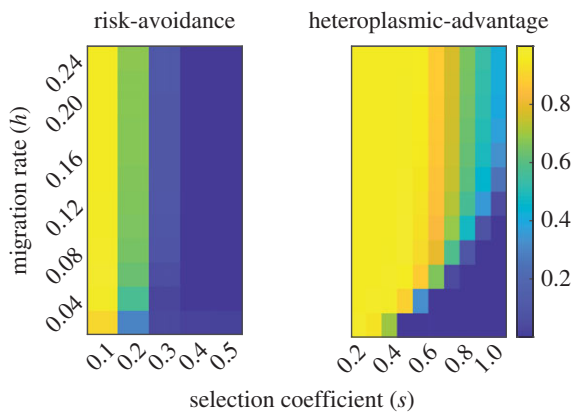 risk-avoidance
heteroplasmic-advantage
migration rate (h)
0.24
0.20
0.16
0.12
0.08
0.04
0.1 0.2 0.3 0.4 0.5
0.2 0.4 0.6 0.8 1.0
0.8
0.6
0.4
0.2
selection coefficient (s)